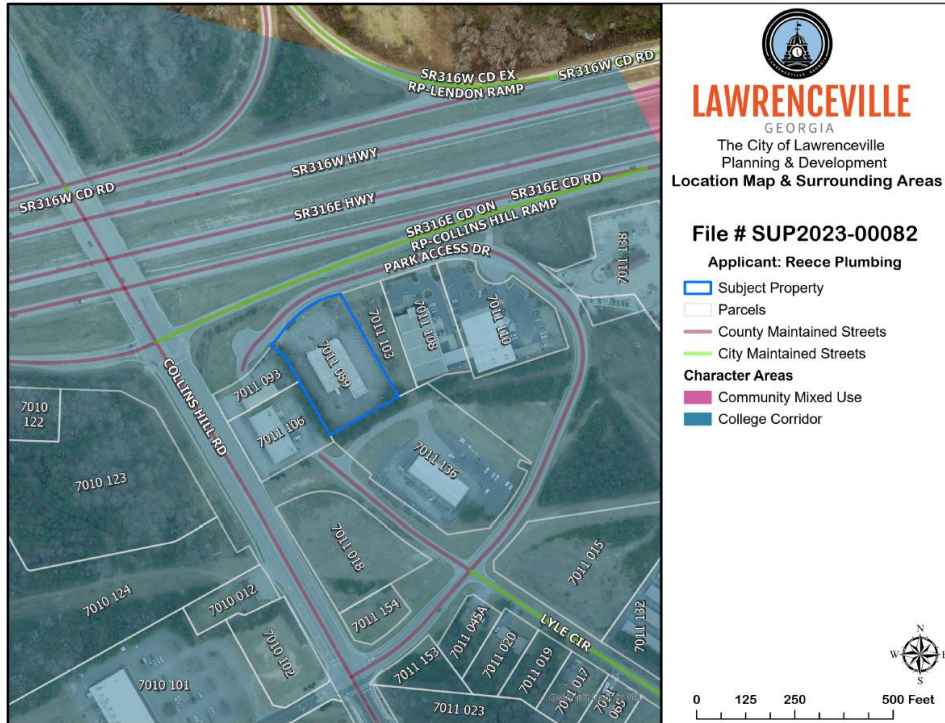 SR316W CD EX
RP-LENDON RAMP
SR316W CD RD
SR316W HWY
SR316W CD RD
SR316E HWY
SR316E CD RD
SR316E CD ON
RP-COLLINS HILL RAMP
PARK ACCESS DR
7011 158
7011 110
7011 108
7011 103
7011 089
7011 093
7011 106
COLLINS HILL RD
7010
122
7010 123
7011 136
7011 018
7011 015
7010 124
7010 012
7011 154
7010 102
7010 101
7011 153
7011 045A
7011 020
7011 019
7011 017
7011 065
7011 132
7011 023
LYLE CIR
LAWRENCEVILLE
GEORGIA
The City of Lawrenceville
Planning & Development
Location Map & Surrounding Areas
File # SUP2023-00082
Applicant: Reece Plumbing
Subject Property
Parcels
County Maintained Streets
City Maintained Streets
Character Areas
Community Mixed Use
College Corridor
N
W
E
S
0 125 250 500 Feet